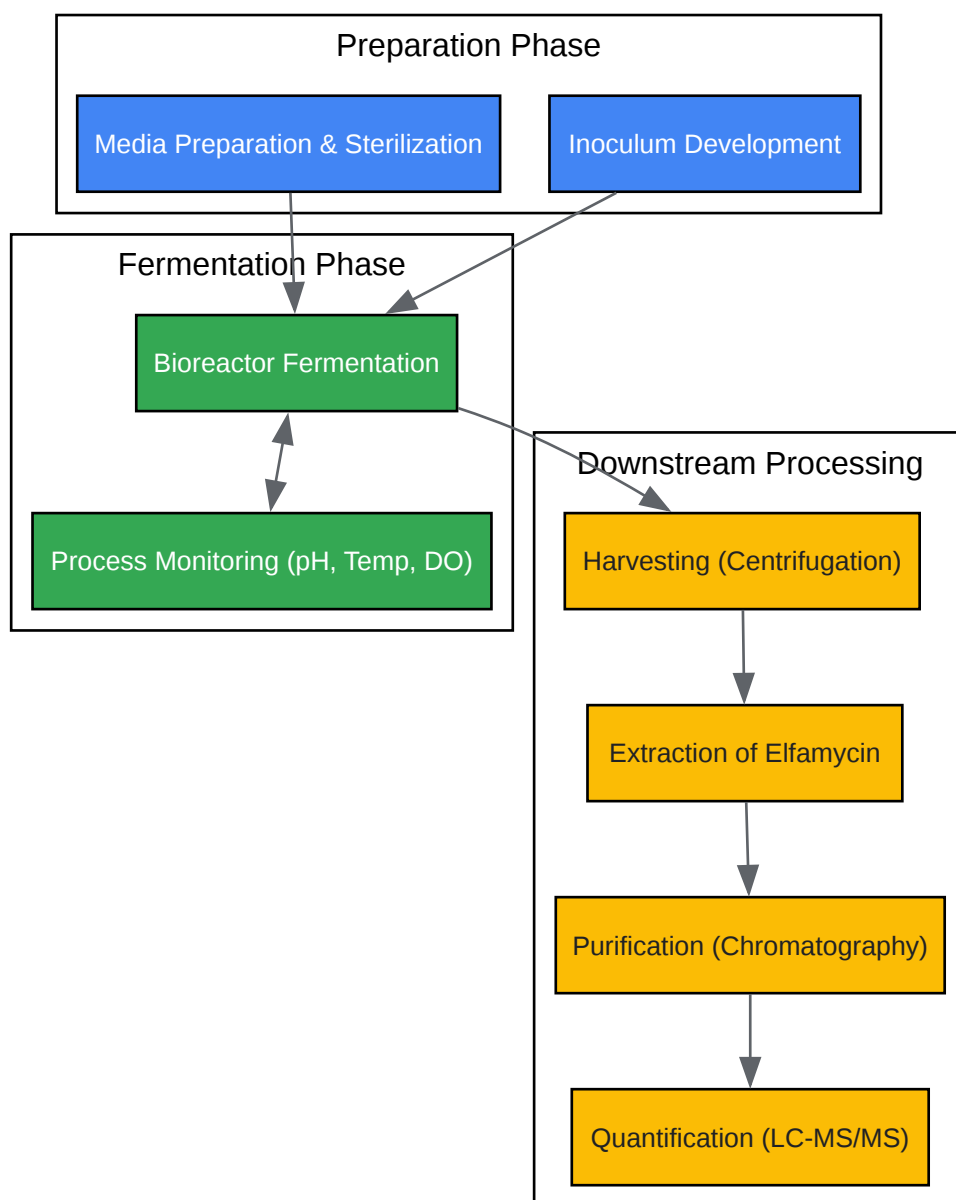 Preparation Phase
Media Preparation & Sterilization
Inoculum Development
Fermentation Phase
Bioreactor Fermentation
Process Monitoring (pH, Temp, DO)
Downstream Processing
Harvesting (Centrifugation)
Extraction of Elfamycin
Purification (Chromatography)
Quantification (LC-MS/MS)